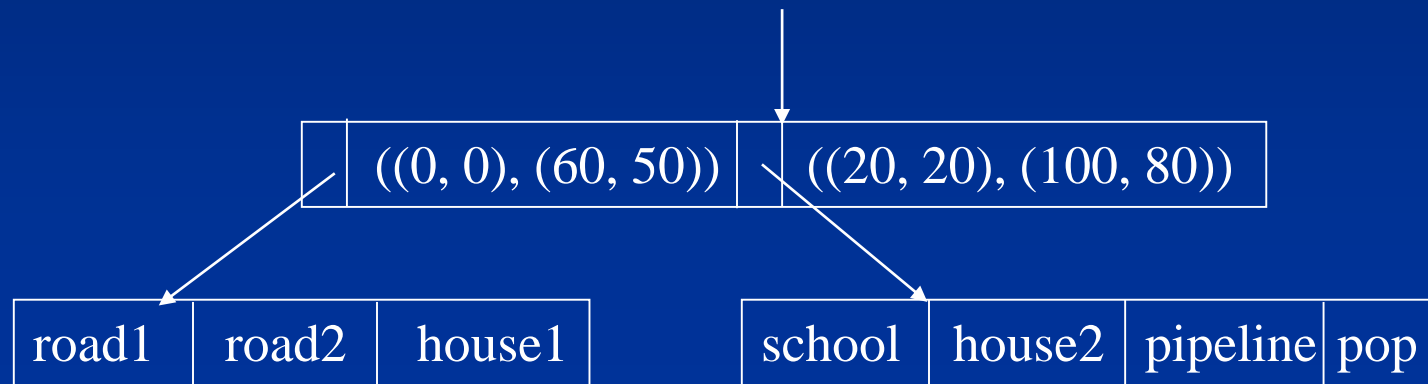 ((0, 0), (60, 50)) ((20, 20), (100, 80))
road1 road2 house1 school house2 pipeline pop